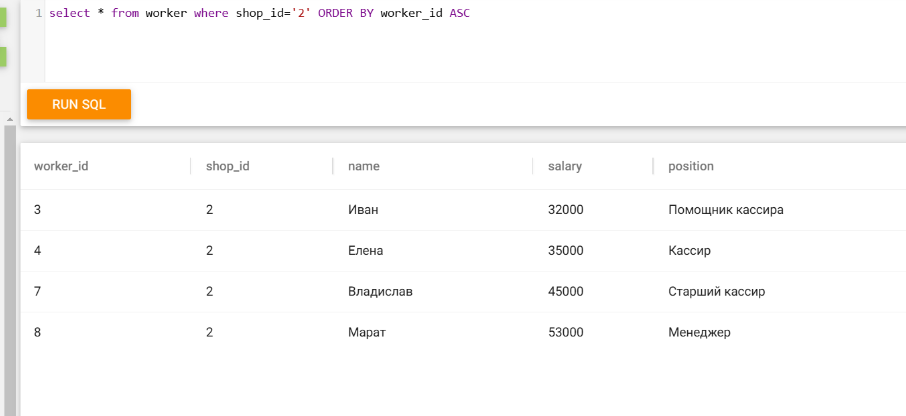 1 select * from worker where shop_id='2' ORDER BY worker_id ASC
RUN SQL
worker_id shop_id name salary position
3 2 Иван 32000 Помощник кассира
4 2 Елена 35000 Кассир
7 2 Владислав 45000 Старший кассир
8 2 Марат 53000 Менеджер